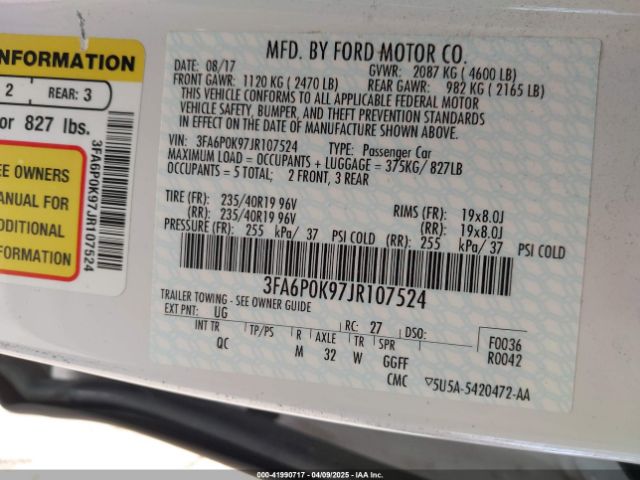 INFORMATION
2 REAR: 3
or 827 lbs.
EE OWNERS
MANUAL FOR
ADDITIONAL
INFORMATION
3FA6P0K97JR107524
MFD. BY FORD MOTOR CO.
DATE: 08/17 GVWR: 2087 KG ( 4600 LB)
FRONT GAWR: 1120 KG ( 2470 LB) REAR GAWR: 982 KG ( 2165 LB)
THIS VEHICLE CONFORMS TO ALL APPLICABLE FEDERAL MOTOR
VEHICLE SAFETY, BUMPER, AND THEFT PREVENTION STANDARDS
IN EFFECT ON THE DATE OF MANUFACTURE SHOWN ABOVE.
VIN: 3FA6P0K97JR107524 TYPE: Passenger Car
MAXIMUM LOAD = OCCUPANTS + LUGGAGE = 375KG/ 827LB
OCCUPANTS = 5 TOTAL; 2 FRONT, 3 REAR
TIRE (FR): 235/40R19 96V RIMS (FR): 19x8.0J
(RR): 235/40R19 96V (RR): 19x8.0J
PRESSURE (FR): 255 kPa/ 37 PSI COLD (RR): 255 kPa/ 37 PSI COLD
3FA6P0K97JR107524
TRAILER TOWING - SEE OWNER GUIDE
EXT PNT: UG RC: 27 DSO: F0036
INT TR TP/PS R AXLE TR SPR R0042
QC M 32 W GGFF
CMC 5U5A-5420472-AA
000-41990717 - 04/09/2025 - IAA Inc.